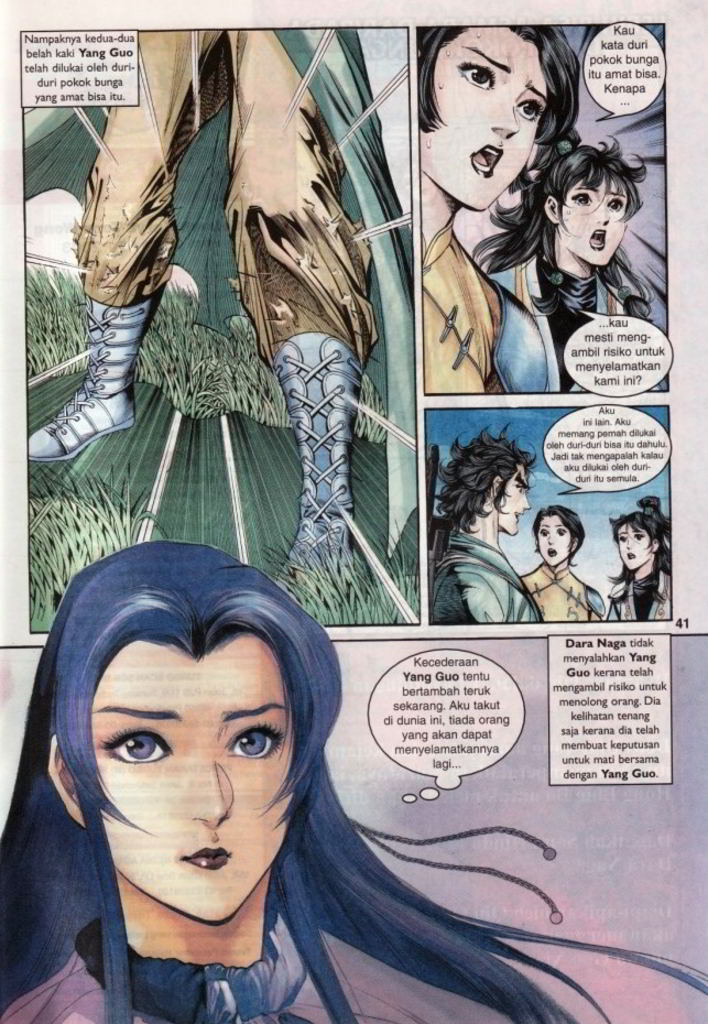 Nampaknya kedua-dua
belah kaki Yang Guo
telah dilukai oleh duri-
duri pokok bunga
yang amat bisa itu.
Kau
kata duri
pokok bunga
itu amat bisa.
Kenapa
...
...kau
mesti meng-
ambil risiko untuk
menyelamatkan
kami ini?
Aku
ini lain. Aku
memang pernah dilukai
oleh duri-duri bisa itu dahulu.
Jadi tak mengapalah kalau
aku dilukai oleh duri-
duri itu semula.
41
Kecederaan
Yang Guo tentu
bertambah teruk
sekarang. Aku takut
di dunia ini, tiada orang
yang akan dapat
menyelamatkannya
lagi...
Dara Naga tidak
menyalahkan Yang
Guo kerana telah
mengambil risiko untuk
menolong orang. Dia
kelihatan tenang
saja kerana dia telah
membuat keputusan
untuk mati bersama
dengan Yang Guo.